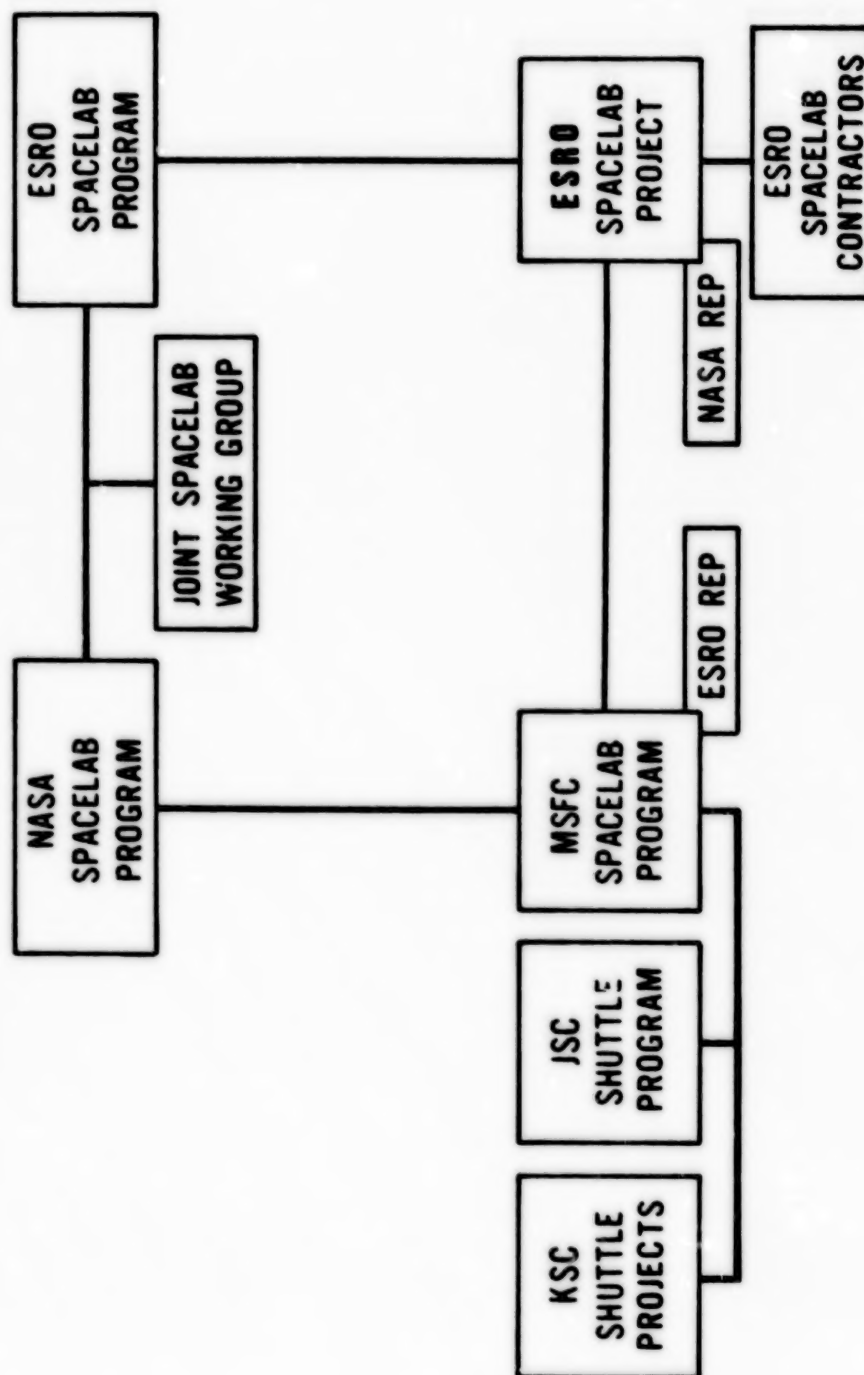 NASA
SPACELAB
PROGRAM
ESRO
SPACELAB
PROGRAM
JOINT SPACELAB
WORKING GROUP
KSC
SHUTTLE
PROJECTS
JSC
SHUTTLE
PROGRAM
MSFC
SPACELAB
PROGRAM
ESRO REP
ESRO
SPACELAB
PROJECT
NASA REP
ESRO
SPACELAB
CONTRACTORS